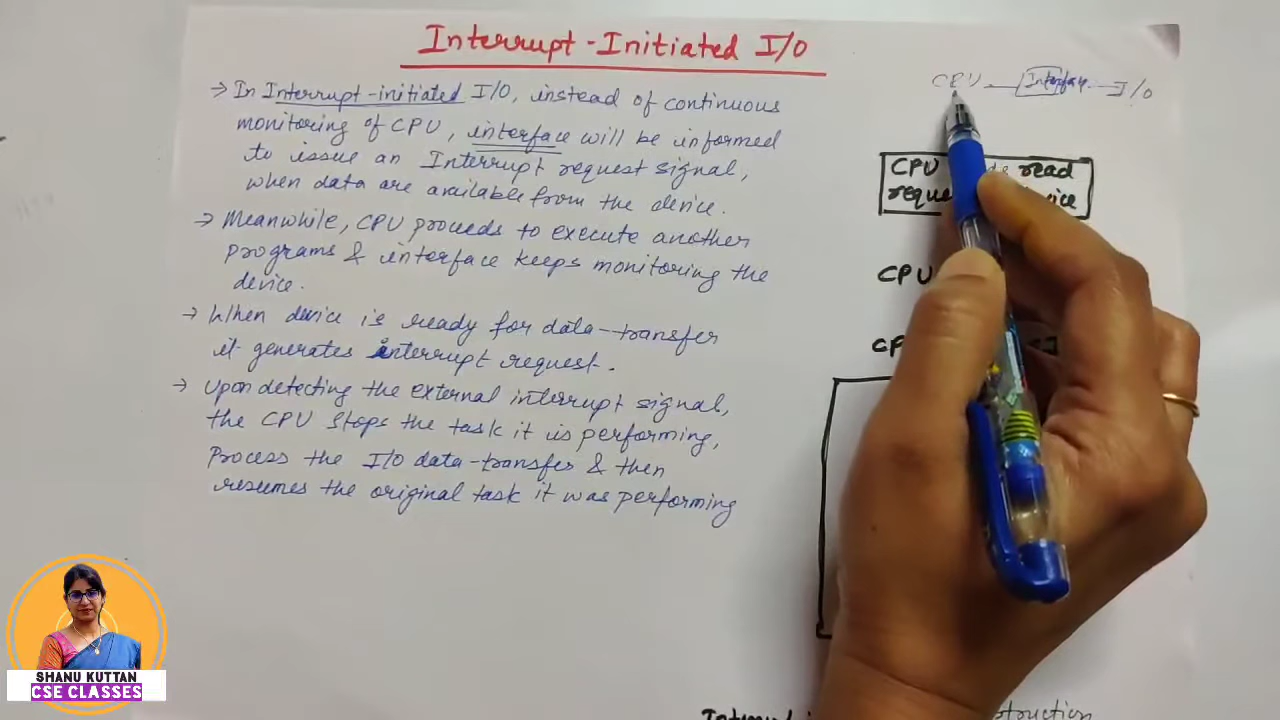 Interrupt-Initiated I/O
CPU Interface I/O
→ In Interrupt-initiated I/O, instead of continuous
monitoring of CPU, interface will be informed
to issue an Interrupt request signal,
when data are available from the device.
→ Meanwhile, CPU proceeds to execute another
programs & interface keeps monitoring the
device.
→ When device is ready for data-transfer
it generates interrupt request.
→ Upon detecting the external interrupt signal,
the CPU stops the task it is performing,
Process the I/O data-transfer & then
resumes the original task it was performing
CPU read
CPU
SHANU KUTTAN
CSE CLASSES